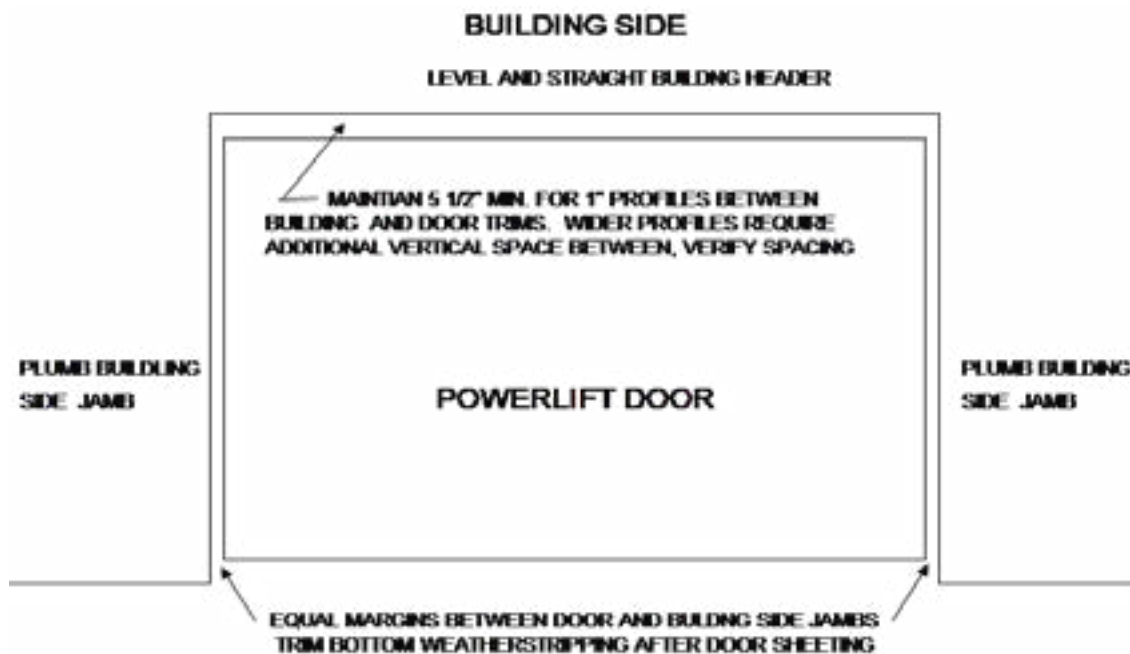 BUILDING SIDE
LEVEL AND STRAIGHT BUILDNG HEADER
MAINTIAN 5 1/2" MIN. FOR 1" PROFILES BETWEEN
BUILDING AND DOOR TRIMS. WIDER PROFILES REQUIRE
ADDITIONAL VERTICAL SPACE BETWEEN, VERIFY SPACING
PLUMB BUILDLING
SIDE JAMB
POWERLIFT DOOR
PLUMB BUILDING
SIDE JAMB
EQUAL MARGINS BETWEEN DOOR AND BULDNG SIDE JAMBS
TRIM BOTTOM WEATHERSTRIPPING AFTER DOOR SHEETING